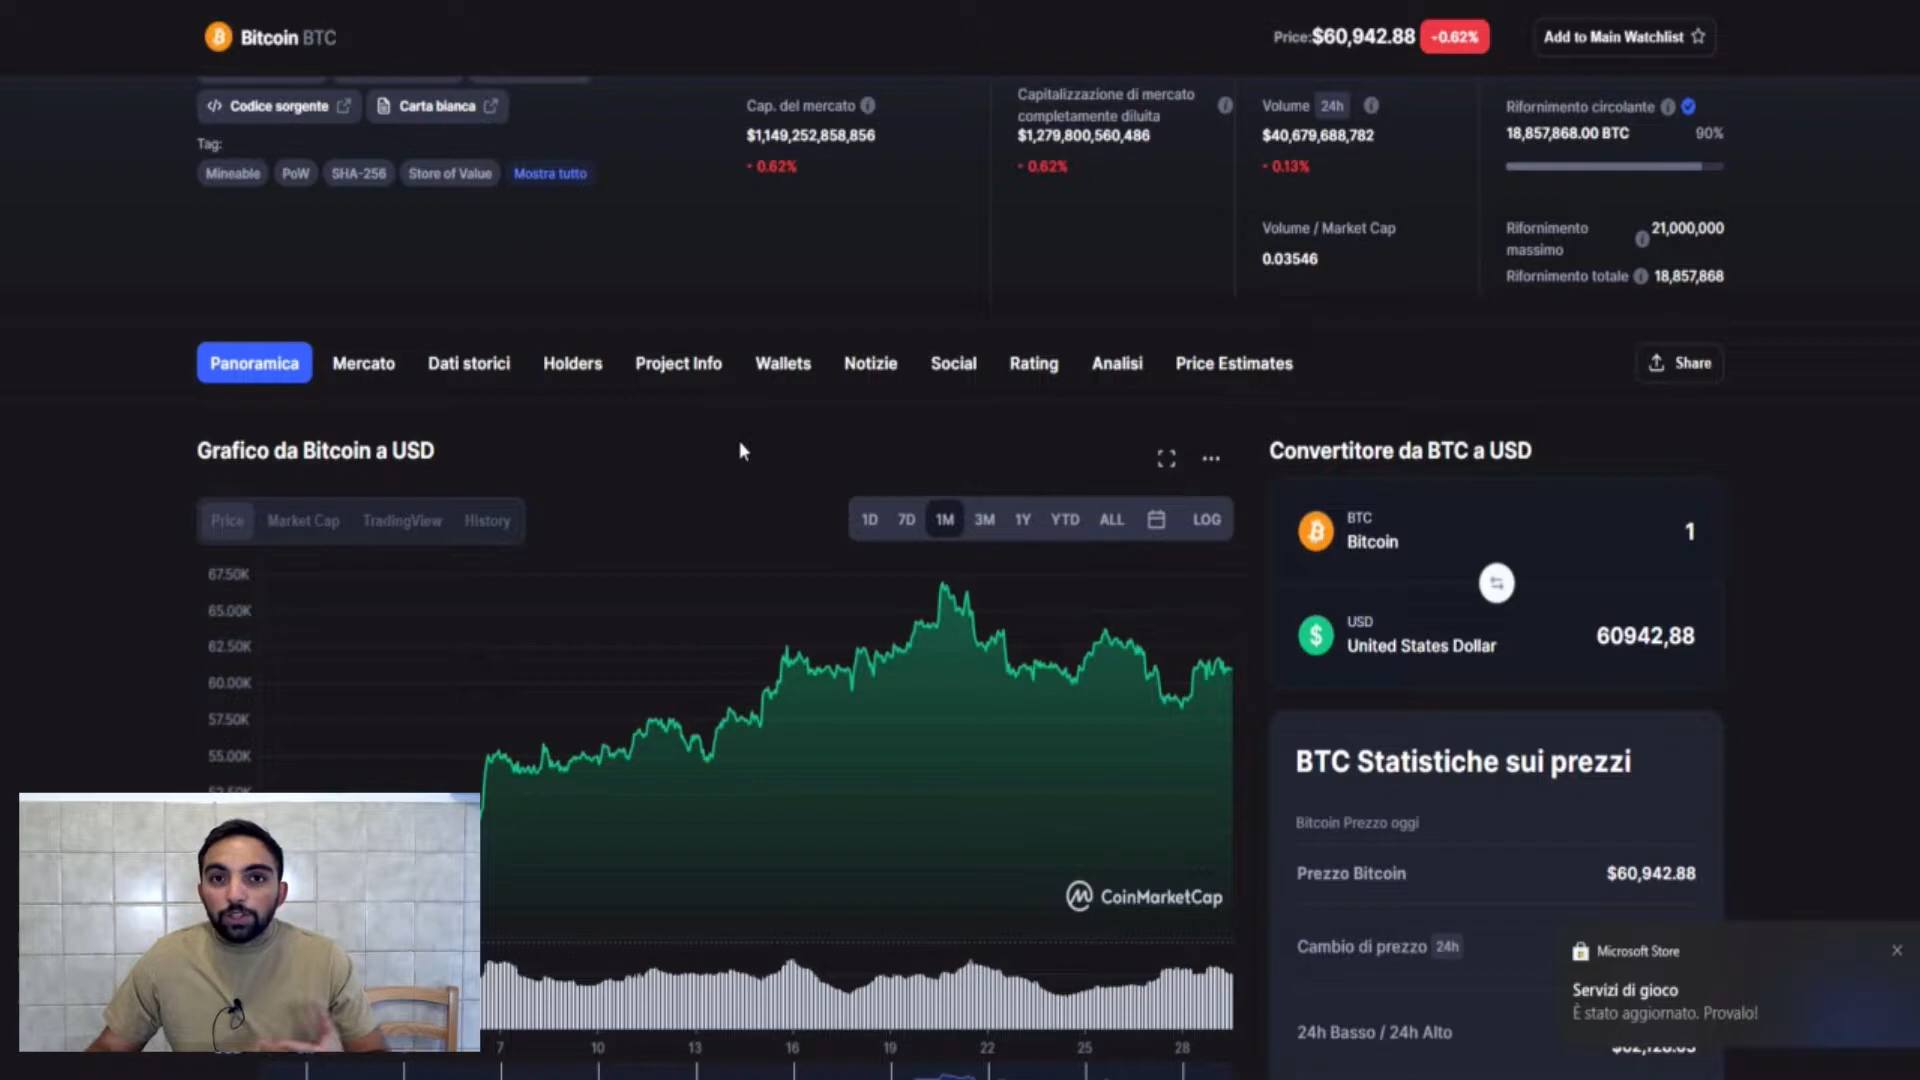 Bitcoin BTC
Price:$60,942.88 -0.62%
Add to Main Watchlist
Codice sorgente
Carta bianca
Tag:
Mineable PoW SHA-256 Store of Value Mostra tutto
Cap. del mercato
$1,149,252,858,856
- 0.62%
Capitalizzazione di mercato
completamente diluita
$1,279,800,560,486
- 0.62%
Volume 24h
$40,679,688,782
- 0.13%
Volume / Market Cap
0.03546
Rifornimento circolante
18,857,868.00 BTC 90%
Rifornimento
massimo
21,000,000
Rifornimento totale 18,857,868
Panoramica Mercato Dati storici Holders Project Info Wallets Notizie Social Rating Analisi Price Estimates
Share
Grafico da Bitcoin a USD
Price Market Cap TradingView History
1D 7D 1M 3M 1Y YTD ALL LOG
67.50K
65.00K
62.50K
60.00K
57.50K
55.00K
52.50K
CoinMarketCap
7 10 13 16 19 22 25 28
Convertitore da BTC a USD
BTC
Bitcoin
1
USD
United States Dollar
60942,88
BTC Statistiche sui prezzi
Bitcoin Prezzo oggi
Prezzo Bitcoin $60,942.88
Cambio di prezzo 24h
24h Basso / 24h Alto
Microsoft Store
Servizi di gioco
È stato aggiornato. Provalo!